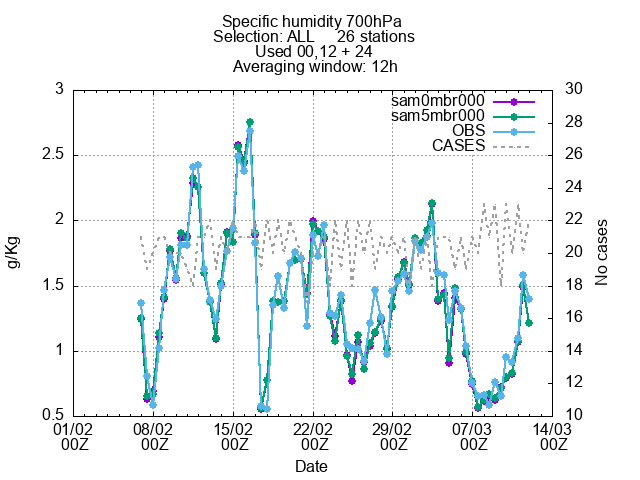 Specific humidity 700hPa
Selection: ALL 26 stations
Used 00,12 + 24
Averaging window: 12h
sam0mbr000
sam5mbr000
OBS
CASES
g/Kg
3
2.5
2
1.5
1
0.5
No cases
30
28
26
24
22
20
18
16
14
12
10
01/02 08/02 15/02 22/02 29/02 07/03 14/03
00Z 00Z 00Z 00Z 00Z 00Z 00Z
Date